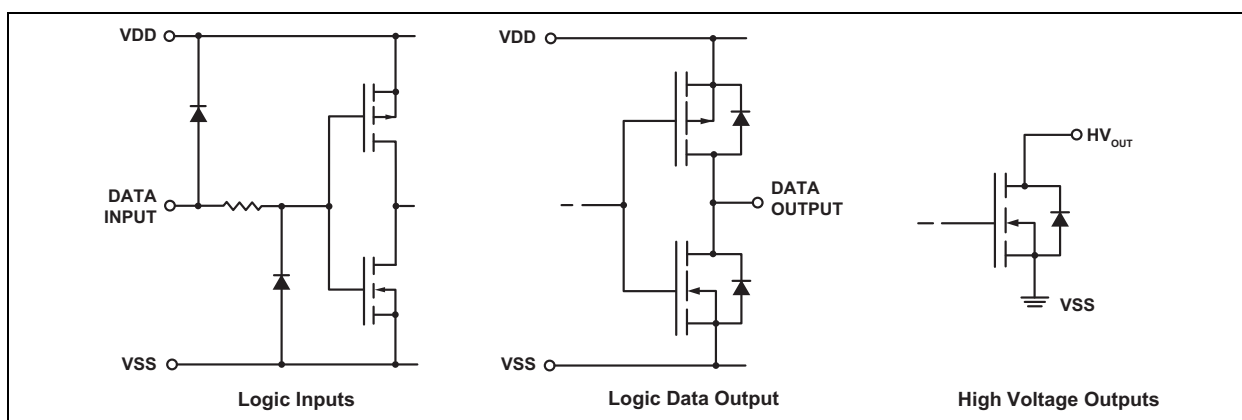 VDD
DATA
INPUT
VSS
Logic Inputs
VDD
DATA
OUTPUT
VSS
Logic Data Output
HVOUT
VSS
High Voltage Outputs